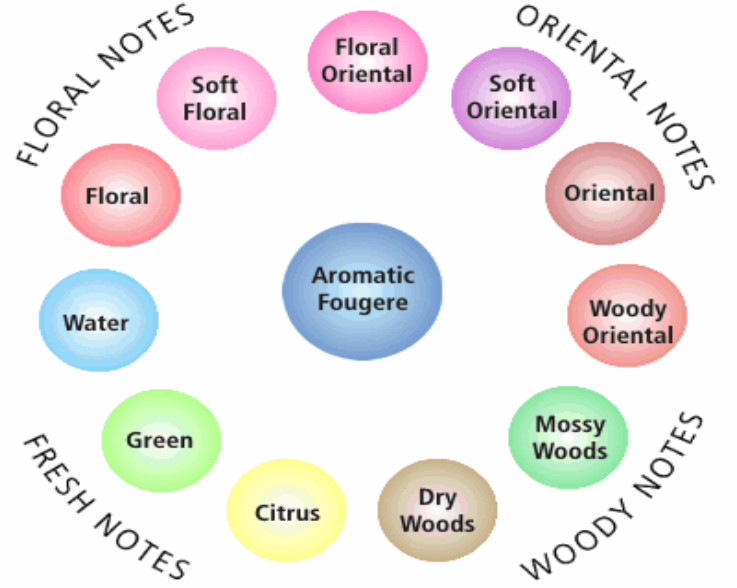 FLORAL NOTES
ORIENTAL NOTES
Floral
Oriental
Soft
Floral
Soft
Oriental
Floral
Oriental
Aromatic
Fougere
Water
Woody
Oriental
Green
Mossy
Woods
Citrus
Dry
Woods
FRESH NOTES
WOODY NOTES